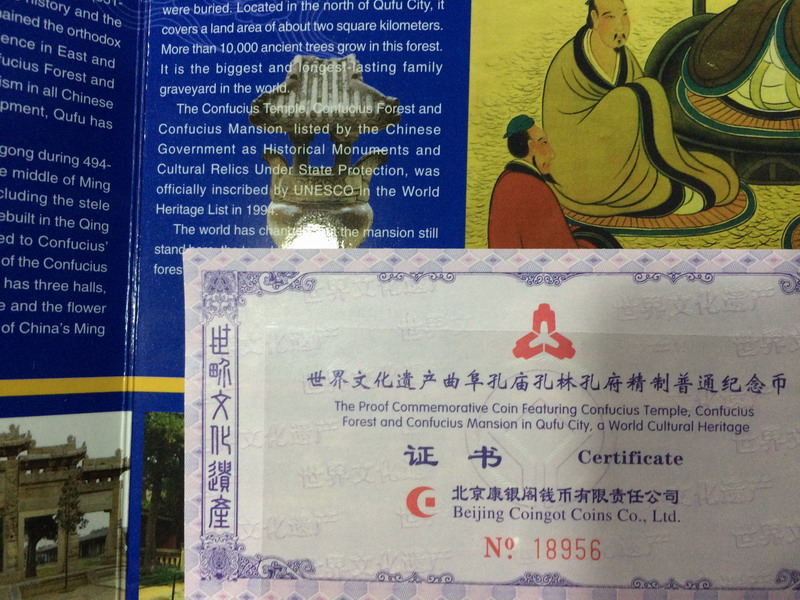 history and the
ained the orthodox
ence in East and
fucius Forest and
ism in all Chinese
pment, Qufu has
gong during 494-
e middle of Ming
cluding the stele
ebuilt in the Qing
ed to Confucius'
of the Confucius
has three halls,
e and the flower
of China's Ming
were buried. Located in the north of Qufu City, it
covers a land area of about two square kilometers.
More than 10,000 ancient trees grow in this forest.
It is the biggest and longest-lasting family
graveyard in the world.
The Confucius Temple, Confucius Forest and
Confucius Mansion, listed by the Chinese
Government as Historical Monuments and
Cultural Relics Under State Protection, was
officially inscribed by UNESCO in the World
Heritage List in 1994.
The world has changed but the mansion still
stand
forest
世界文化遺產
世界文化遗产曲阜孔庙孔林孔府精制普通纪念币
The Proof Commemorative Coin Featuring Confucius Temple, Confucius
Forest and Confucius Mansion in Qufu City, a World Cultural Heritage
证 书 Certificate
北京康银阁钱币有限责任公司
Beijing Coingot Coins Co., Ltd.
Nº 18956